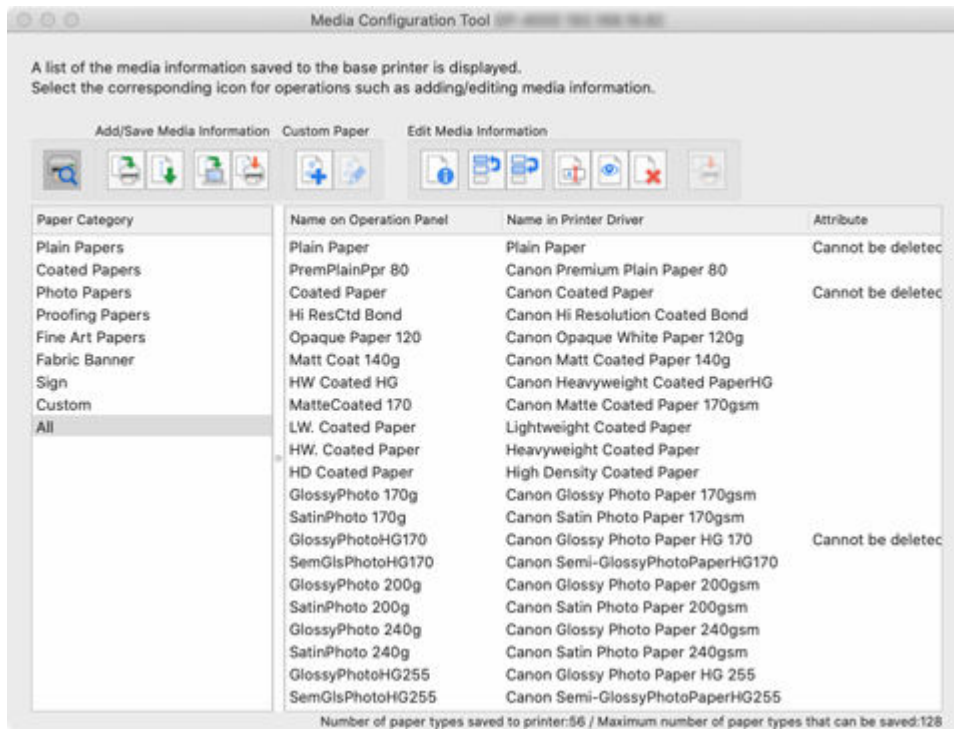 Media Configuration Tool
A list of the media information saved to the base printer is displayed.
Select the corresponding icon for operations such as adding/editing media information.
Add/Save Media Information Custom Paper Edit Media Information
Paper Category Name on Operation Panel Name in Printer Driver Attribute
Plain Papers Plain Paper Plain Paper Cannot be deleted
Coated Papers PremPlainPpr 80 Canon Premium Plain Paper 80
Photo Papers Coated Paper Canon Coated Paper Cannot be deleted
Proofing Papers Hi ResCtd Bond Canon Hi Resolution Coated Bond
Fine Art Papers Opaque Paper 120 Canon Opaque White Paper 120g
Fabric Banner Matt Coat 140g Canon Matt Coated Paper 140g
Sign HW Coated HG Canon Heavyweight Coated PaperHG
Custom MatteCoated 170 Canon Matte Coated Paper 170gsm
All LW. Coated Paper Lightweight Coated Paper
HW. Coated Paper Heavyweight Coated Paper
HD Coated Paper High Density Coated Paper
GlossyPhoto 170g Canon Glossy Photo Paper 170gsm
SatinPhoto 170g Canon Satin Photo Paper 170gsm
GlossyPhotoHG170 Canon Glossy Photo Paper HG 170 Cannot be deleted
SemGlsPhotoHG170 Canon Semi-GlossyPhotoPaperHG170
GlossyPhoto 200g Canon Glossy Photo Paper 200gsm
SatinPhoto 200g Canon Satin Photo Paper 200gsm
GlossyPhoto 240g Canon Glossy Photo Paper 240gsm
SatinPhoto 240g Canon Satin Photo Paper 240gsm
GlossyPhotoHG255 Canon Glossy Photo Paper HG 255
SemGlsPhotoHG255 Canon Semi-GlossyPhotoPaperHG255
Number of paper types saved to printer:56 / Maximum number of paper types that can be saved:128